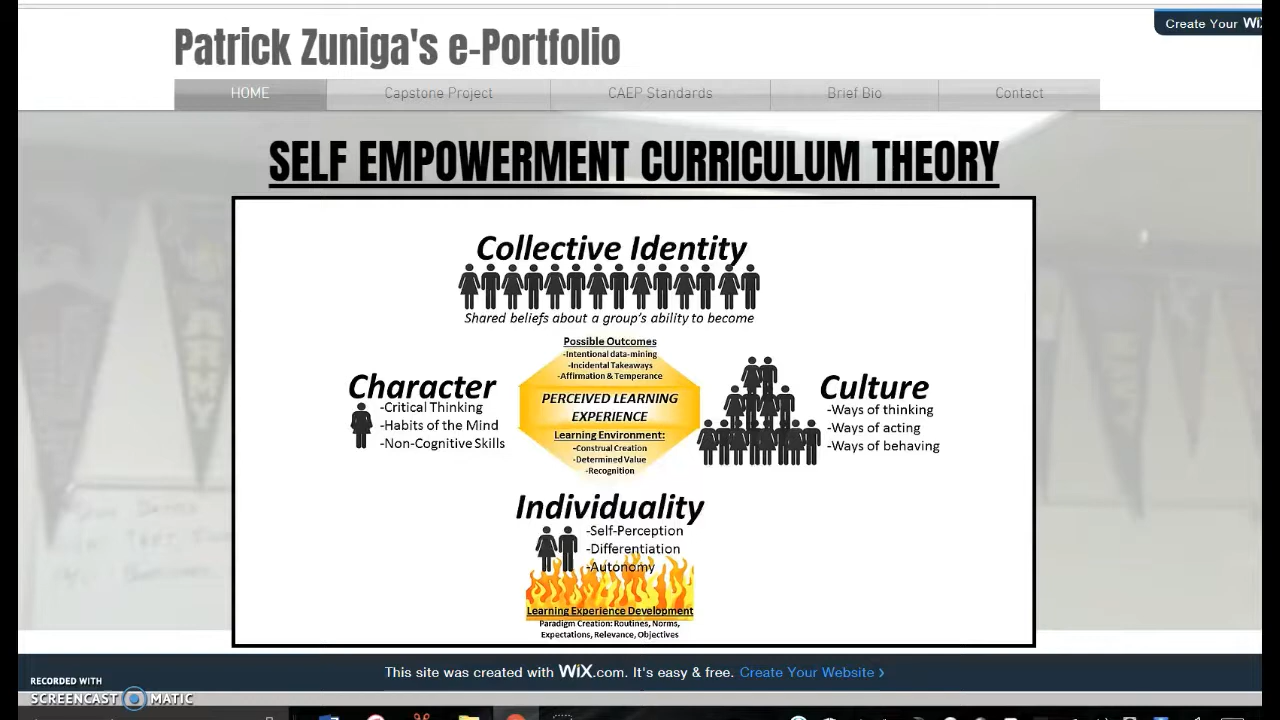 Create Your Wi
Patrick Zuniga's e-Portfolio
HOME
Capstone Project
CAEP Standards
Brief Bio
Contact
SELF EMPOWERMENT CURRICULUM THEORY
Collective Identity
Shared beliefs about a group's ability to become
Possible Outcomes
-Intentional data-mining
-Incidental Takeaways
-Affirmation & Temperance
PERCEIVED LEARNING
EXPERIENCE
Learning Environment:
-Construal Creation
-Determined Value
-Recognition
Character
-Critical Thinking
-Habits of the Mind
-Non-Cognitive Skills
Culture
-Ways of thinking
-Ways of acting
-Ways of behaving
Individuality
-Self-Perception
-Differentiation
-Autonomy
Learning Experience Development
Paradigm Creation: Routines, Norms,
Expectations, Relevance, Objectives
This site was created with WiX.com. It's easy & free. Create Your Website ›
RECORDED WITH
SCREENCAST MATIC